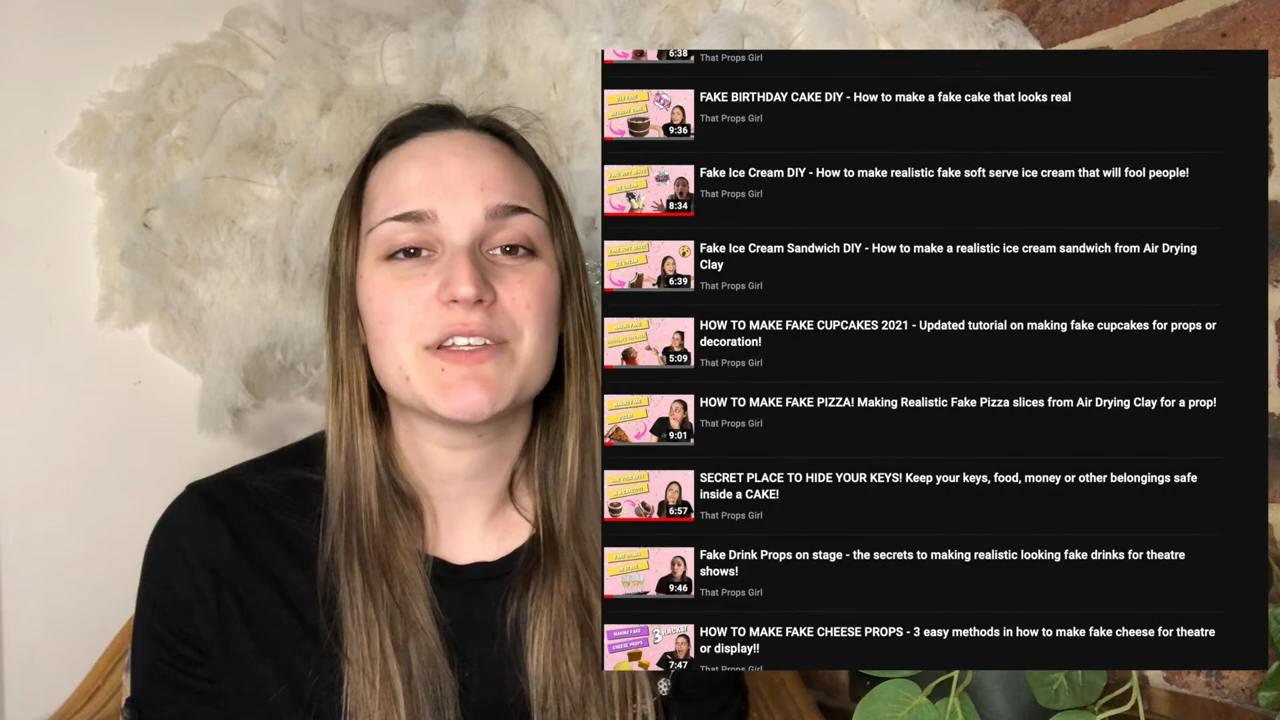 6:38
That Props Girl
FAKE BIRTHDAY CAKE DIY - How to make a fake cake that looks real
That Props Girl
9:36
Fake Ice Cream DIY - How to make realistic fake soft serve ice cream that will fool people!
That Props Girl
8:34
Fake Ice Cream Sandwich DIY - How to make a realistic ice cream sandwich from Air Drying
Clay
That Props Girl
6:39
HOW TO MAKE FAKE CUPCAKES 2021 - Updated tutorial on making fake cupcakes for props or
decoration!
That Props Girl
5:09
HOW TO MAKE FAKE PIZZA! Making Realistic Fake Pizza slices from Air Drying Clay for a prop!
That Props Girl
9:01
SECRET PLACE TO HIDE YOUR KEYS! Keep your keys, food, money or other belongings safe
inside a CAKE!
That Props Girl
6:57
Fake Drink Props on stage - the secrets to making realistic looking fake drinks for theatre
shows!
That Props Girl
9:46
HOW TO MAKE FAKE CHEESE PROPS - 3 easy methods in how to make fake cheese for theatre
or display!!
That Props Girl
MAKING FAKE
CHEESE PROPS
3 HACKS!
7:47